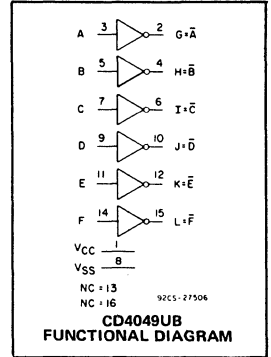 A 3 2 G=A̅
B 5 4 H=B̅
C 7 6 I=C̅
D 9 10 J=D̅
E 11 12 K=E̅
F 14 15 L=F̅
VCC 1
VSS 8
NC = 13
NC = 16
92CS-27506
CD4049UB
FUNCTIONAL DIAGRAM